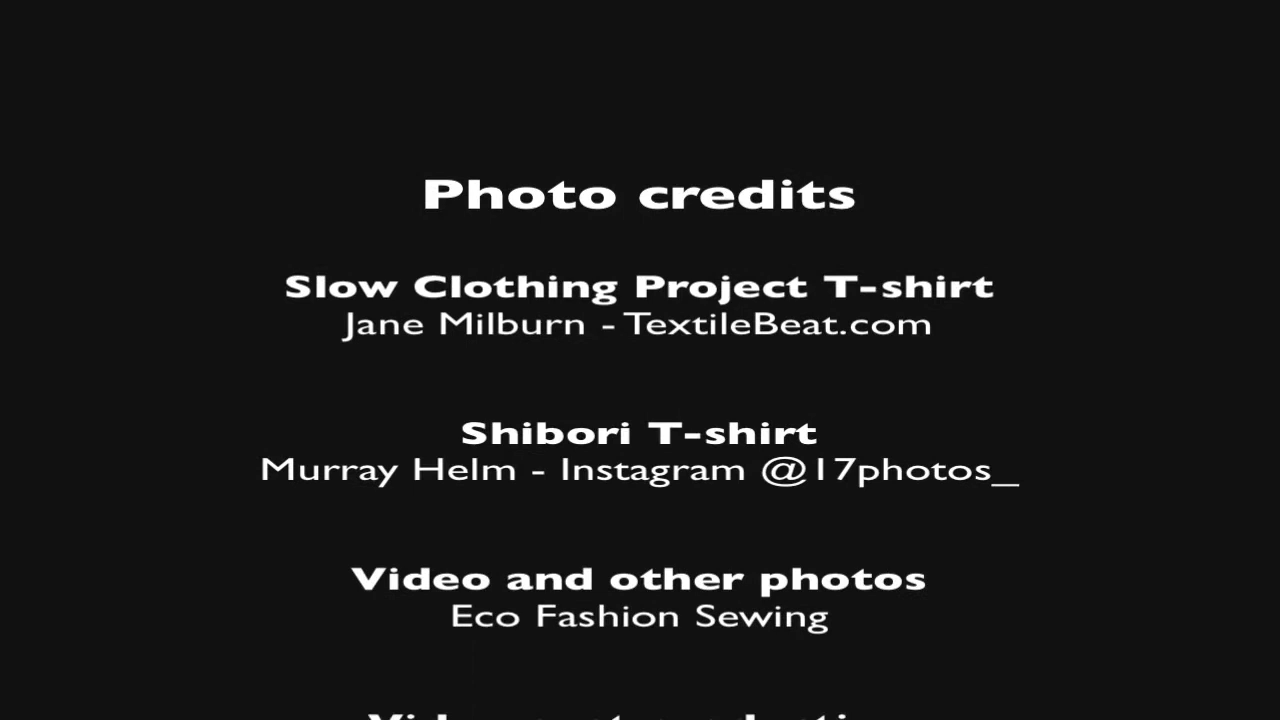 Photo credits
Slow Clothing Project T-shirt
Jane Milburn - TextileBeat.com
Shibori T-shirt
Murray Helm - Instagram @17photos_
Video and other photos
Eco Fashion Sewing